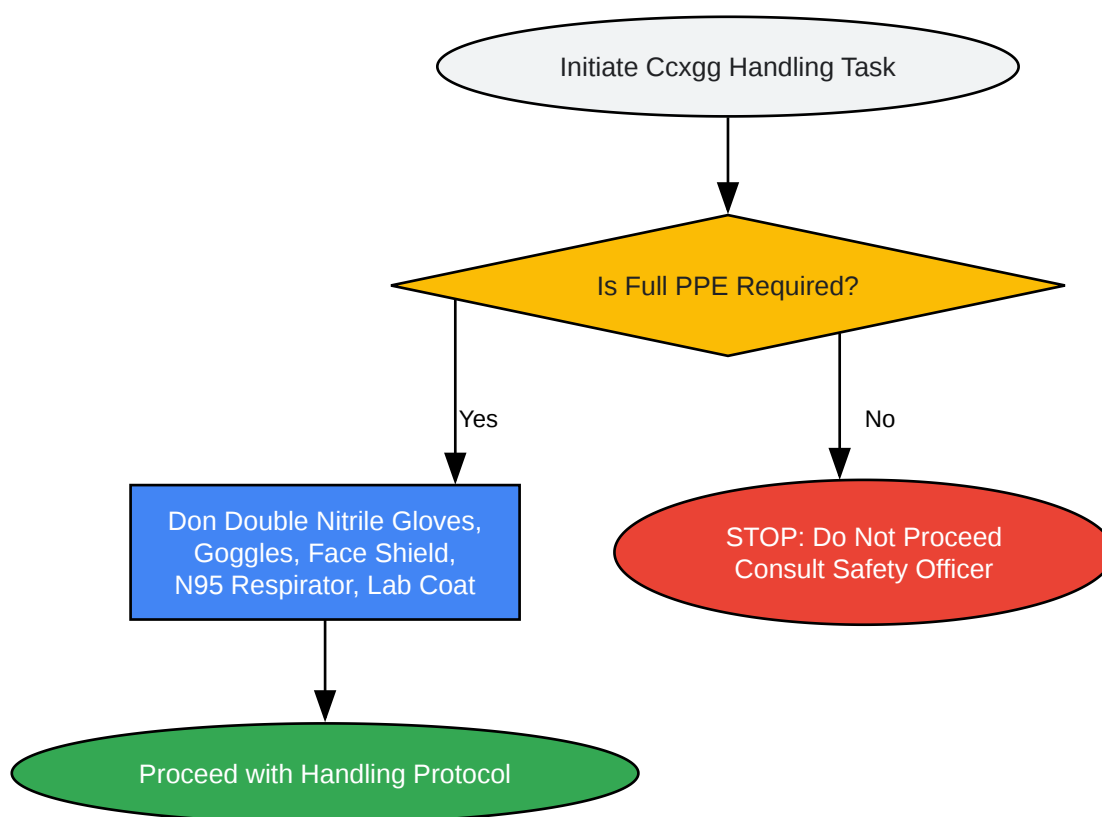 Initiate Ccxgg Handling Task
Is Full PPE Required?
Yes
No
Don Double Nitrile Gloves,
Goggles, Face Shield,
N95 Respirator, Lab Coat
STOP: Do Not Proceed
Consult Safety Officer
Proceed with Handling Protocol